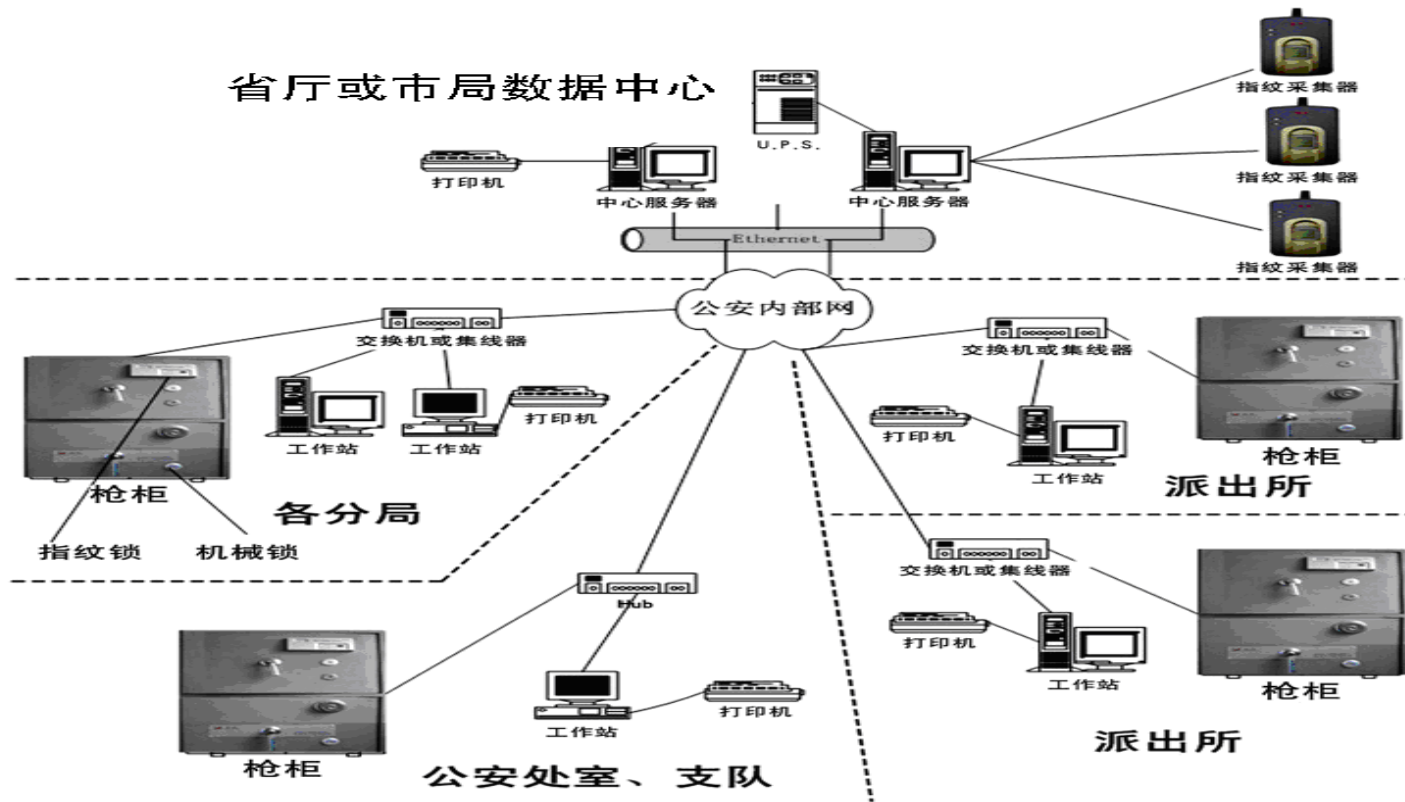 省厅或市局数据中心
U.P.S.
指纹采集器
指纹采集器
指纹采集器
打印机
中心服务器
中心服务器
Ethernet
公安内部网
交换机或集线器
工作站
工作站
打印机
枪柜
各分局
指纹锁
机械锁
交换机或集线器
打印机
工作站
枪柜
派出所
Hub
枪柜
工作站
打印机
公安处室、支队
交换机或集线器
打印机
工作站
枪柜
派出所